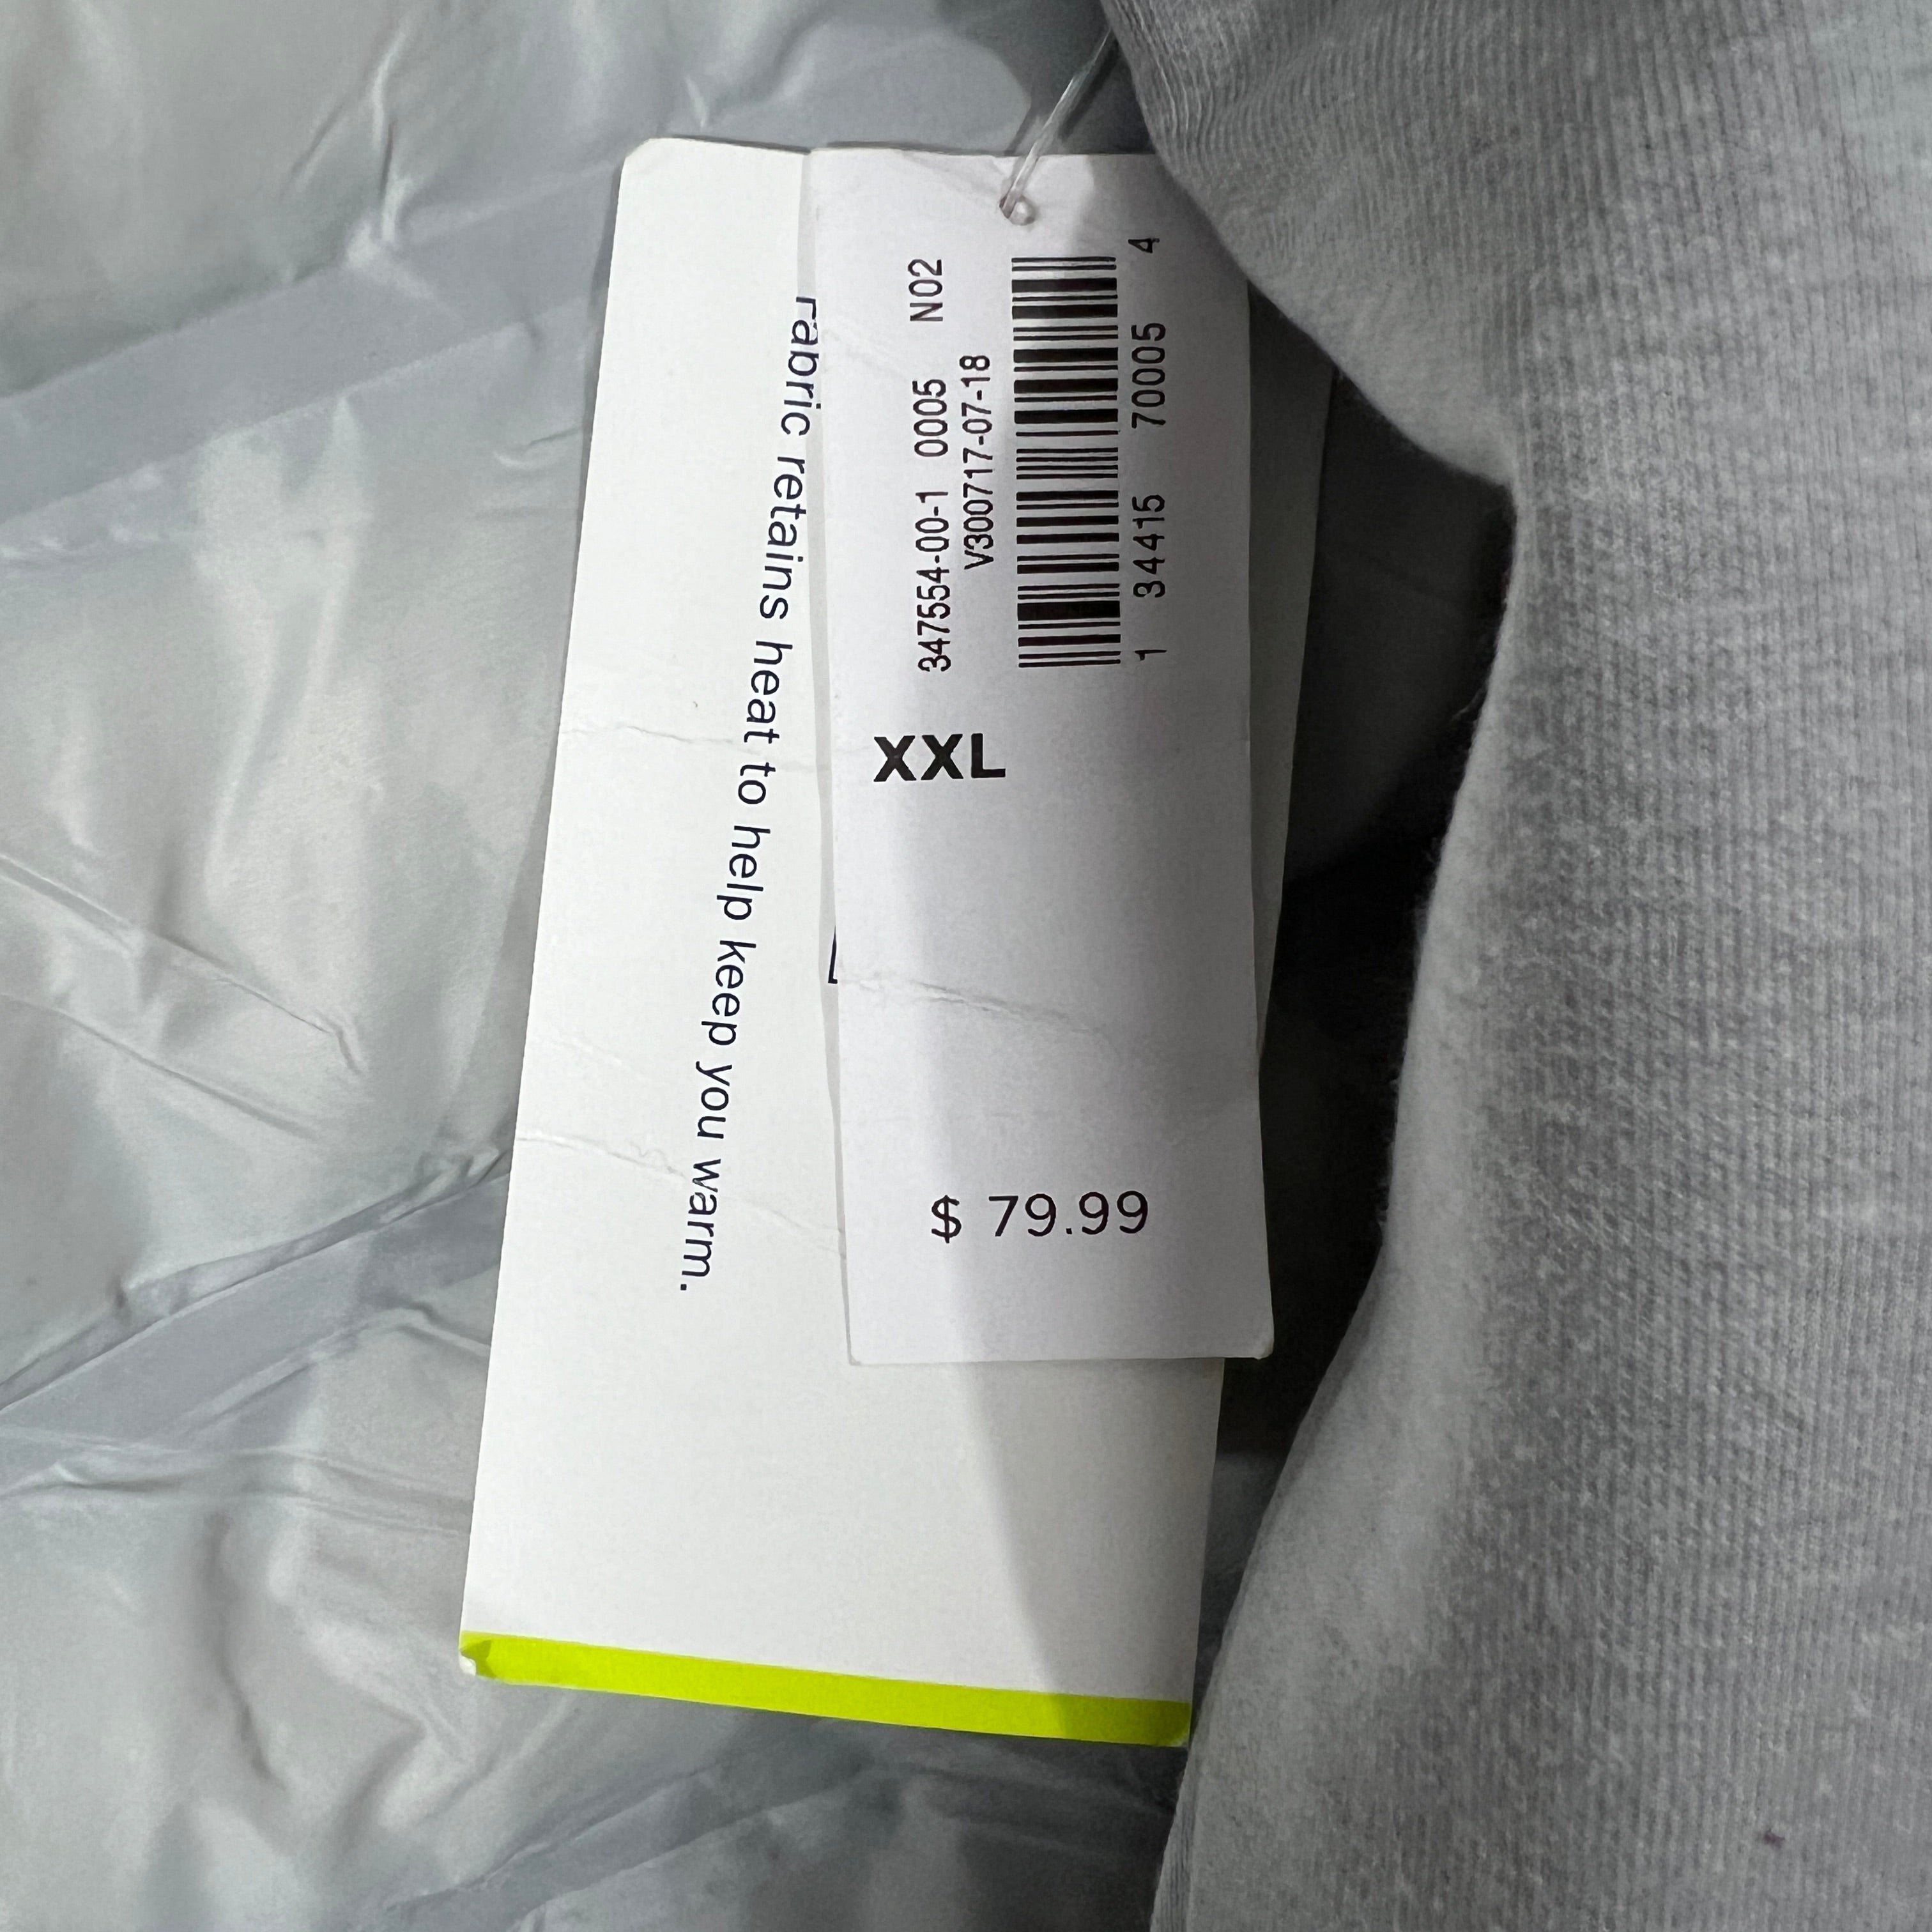 fabric retains heat to help keep you warm.
347554-00-1 0005 N02
V300717-07-18
1 34415 70005 4
XXL
$ 79.99